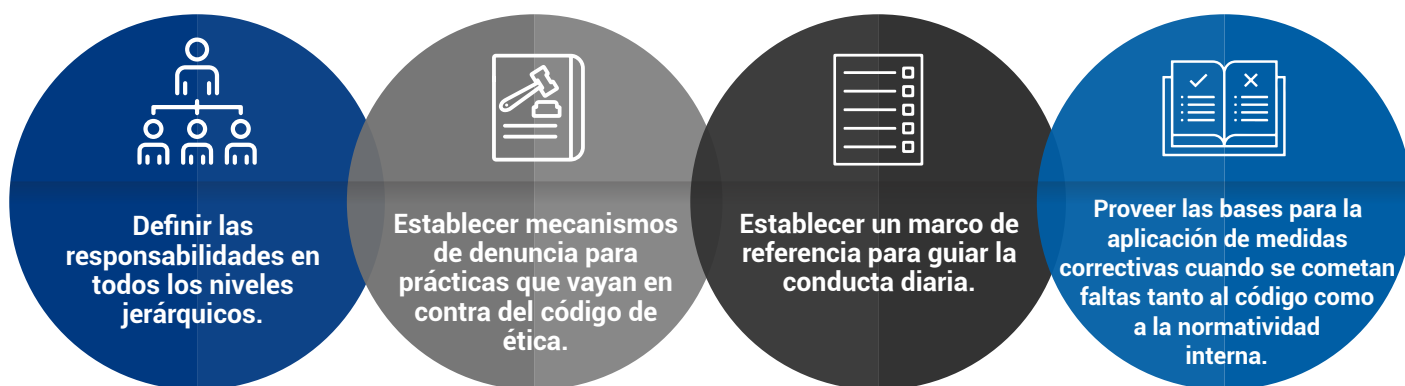 Definir las
responsabilidades en
todos los niveles
jerárquicos.
Establecer mecanismos
de denuncia para
prácticas que vayan en
contra del código de
ética.
Establecer un marco de
referencia para guiar la
conducta diaria.
Proveer las bases para la
aplicación de medidas
correctivas cuando se cometan
faltas tanto al código como
a la normatividad
interna.